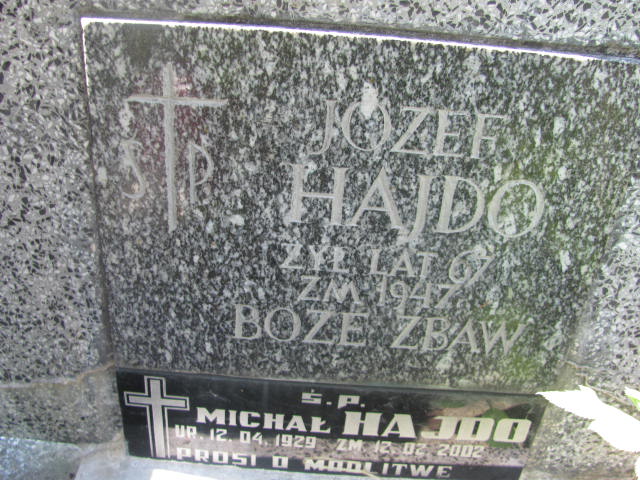 Ś P
JÓZEF
HAJDO
ŻYŁ LAT 67
ZM 1947
BOŻE ZBAW
Ś.P.
MICHAŁ HAJDO
UR. 12.04.1929 ZM 12.02.2002
PROSI O MODLITWĘ